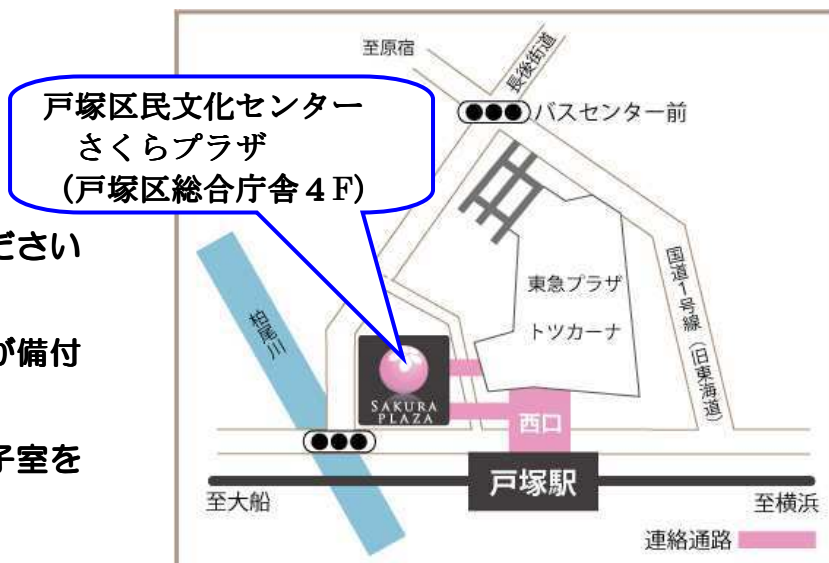 至原宿
長後街道
バスセンター前
戸塚区民文化センター
さくらプラザ
(戸塚区総合庁舎４F)
ださい
が備付
子室を
柏尾川
東急プラザ
トツカーナ
国道1号線(旧東海道)
SAKURA
PLAZA
西口
戸塚駅
至大船
至横浜
連絡通路